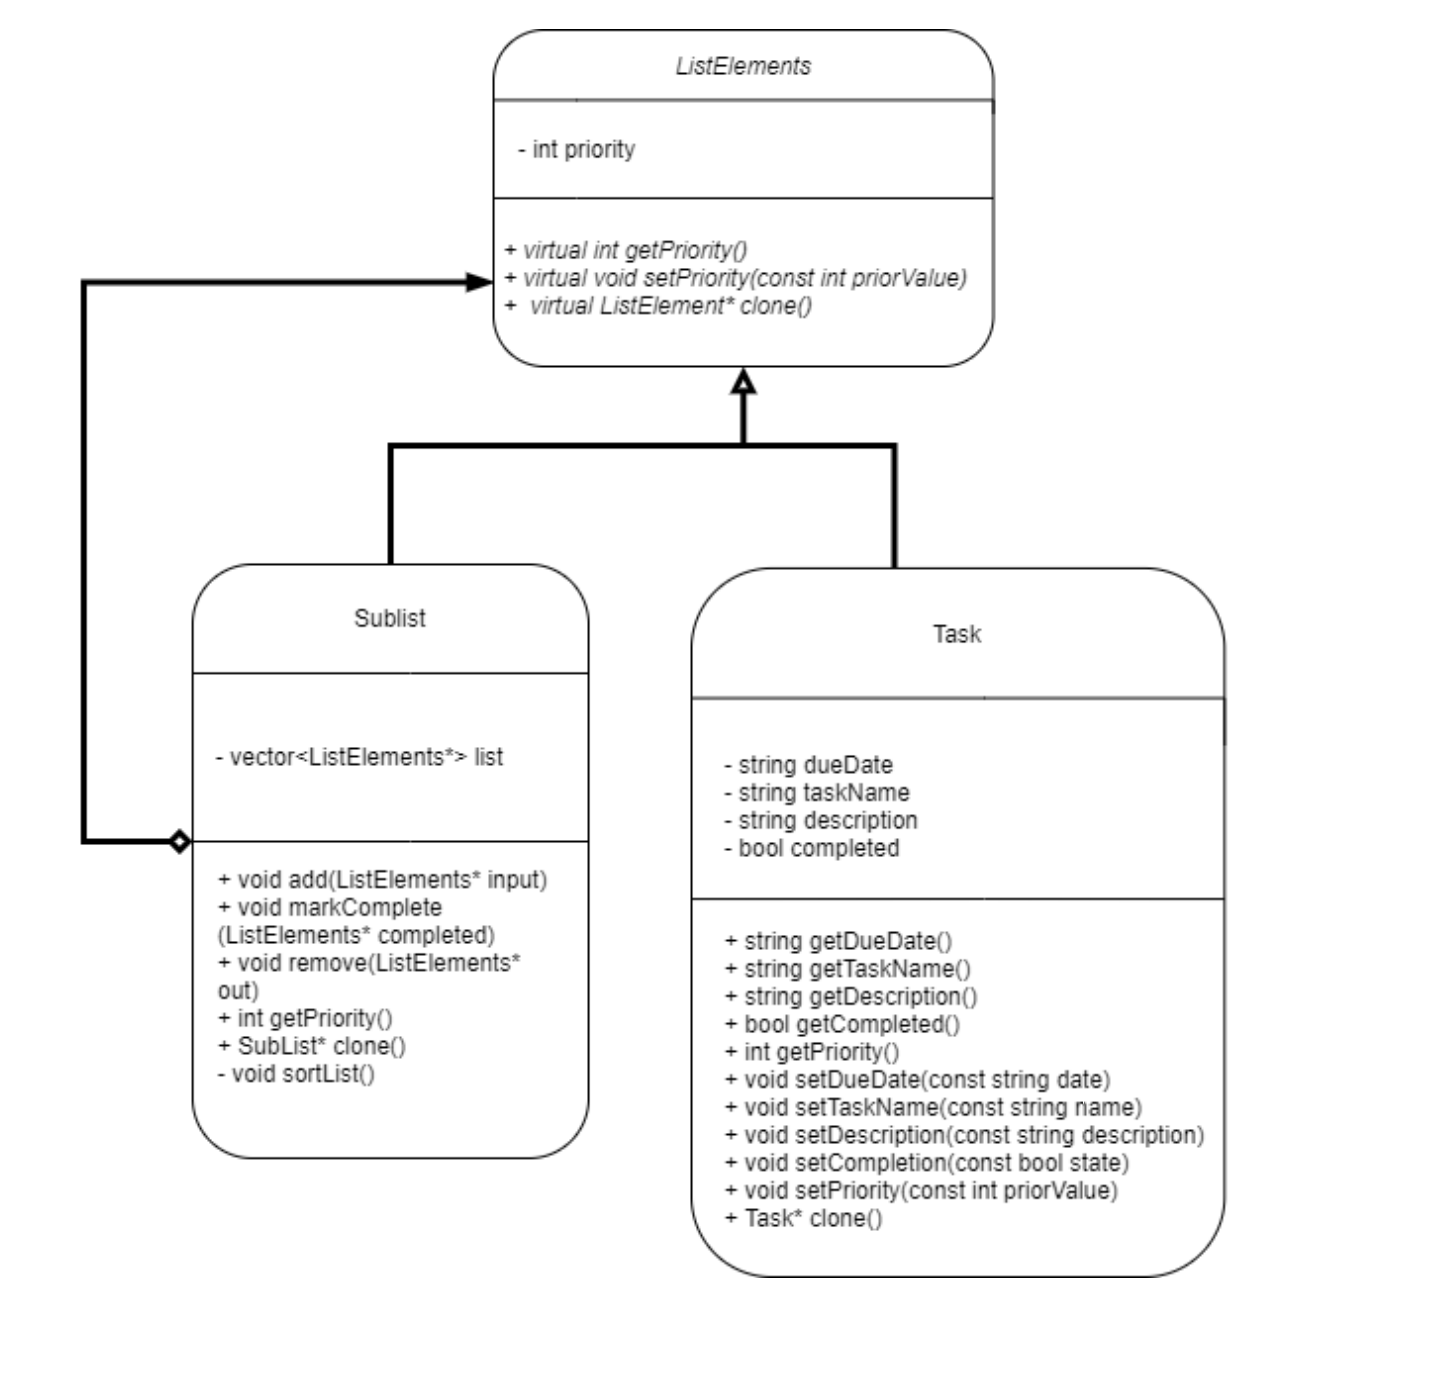 ListElements
- int priority
+ virtual int getPriority()
+ virtual void setPriority(const int priorValue)
+ virtual ListElement* clone()
Sublist
- vector<ListElements*> list
+ void add(ListElements* input)
+ void markComplete
(ListElements* completed)
+ void remove(ListElements*
out)
+ int getPriority()
+ SubList* clone()
- void sortList()
Task
- string dueDate
- string taskName
- string description
- bool completed
+ string getDueDate()
+ string getTaskName()
+ string getDescription()
+ bool getCompleted()
+ int getPriority()
+ void setDueDate(const string date)
+ void setTaskName(const string name)
+ void setDescription(const string description)
+ void setCompletion(const bool state)
+ void setPriority(const int priorValue)
+ Task* clone()